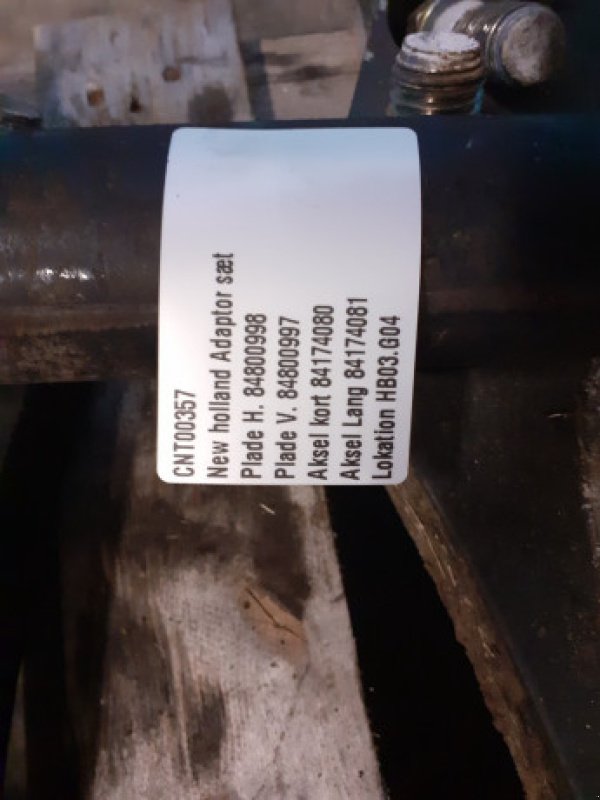 CNT00357
New holland Adaptor sæt
Plade H. 84800998
Plade V. 84800997
Aksel kort 84174080
Aksel Lang 84174081
Lokation HB03.G04